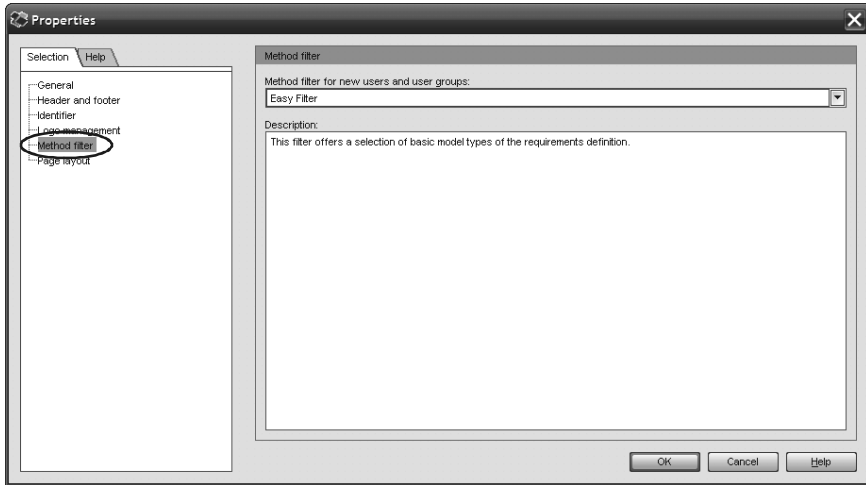 Properties
Selection Help
General
Header and footer
Identifier
Logo management
Method filter
Page layout
Method filter
Method filter for new users and user groups:
Easy Filter
Description:
This filter offers a selection of basic model types of the requirements definition.
OK Cancel Help